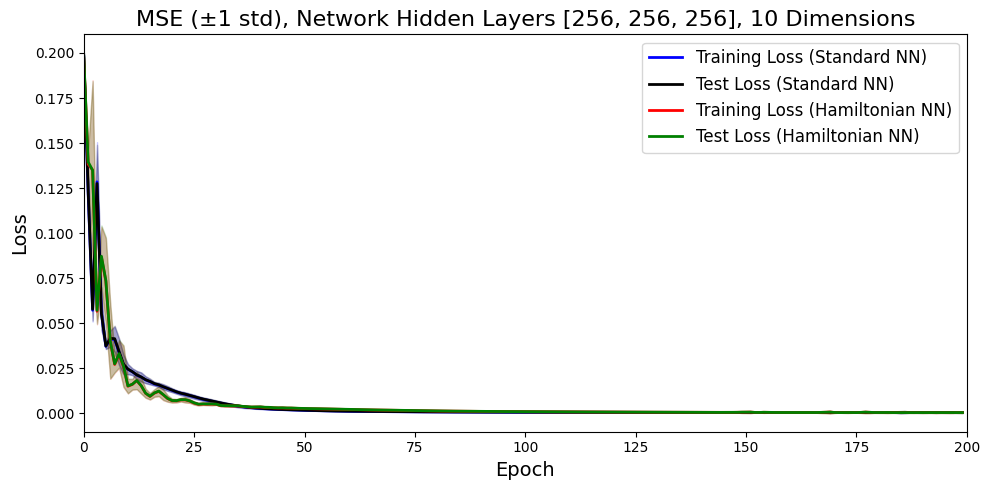 MSE (±1 std), Network Hidden Layers [256, 256, 256], 10 Dimensions
Training Loss (Standard NN)
Test Loss (Standard NN)
Training Loss (Hamiltonian NN)
Test Loss (Hamiltonian NN)
Loss
0.200
0.175
0.150
0.125
0.100
0.075
0.050
0.025
0.000
0 25 50 75 100 125 150 175 200
Epoch